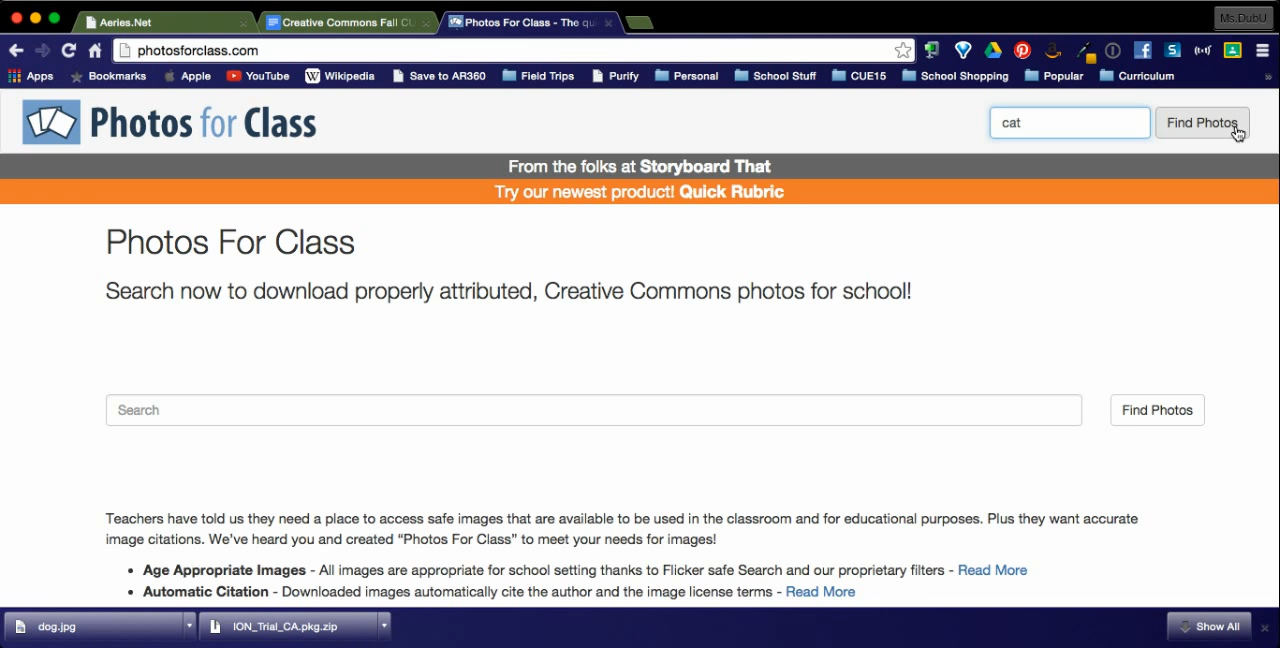 Aeries.Net
Creative Commons Fall CU
Photos For Class - The qu
Ms.DubU
photosforclass.com
Apps Bookmarks Apple YouTube Wikipedia Save to AR360 Field Trips Purify Personal School Stuff CUE15 School Shopping Popular Curriculum »
Photos for Class
cat
Find Photos
From the folks at Storyboard That
Try our newest product! Quick Rubric
Photos For Class
Search now to download properly attributed, Creative Commons photos for school!
Search
Find Photos
Teachers have told us they need a place to access safe images that are available to be used in the classroom and for educational purposes. Plus they want accurate
image citations. We've heard you and created “Photos For Class” to meet your needs for images!
• Age Appropriate Images - All images are appropriate for school setting thanks to Flicker safe Search and our proprietary filters - Read More
• Automatic Citation - Downloaded images automatically cite the author and the image license terms - Read More
dog.jpg
ION_Trial_CA.pkg.zip
Show All